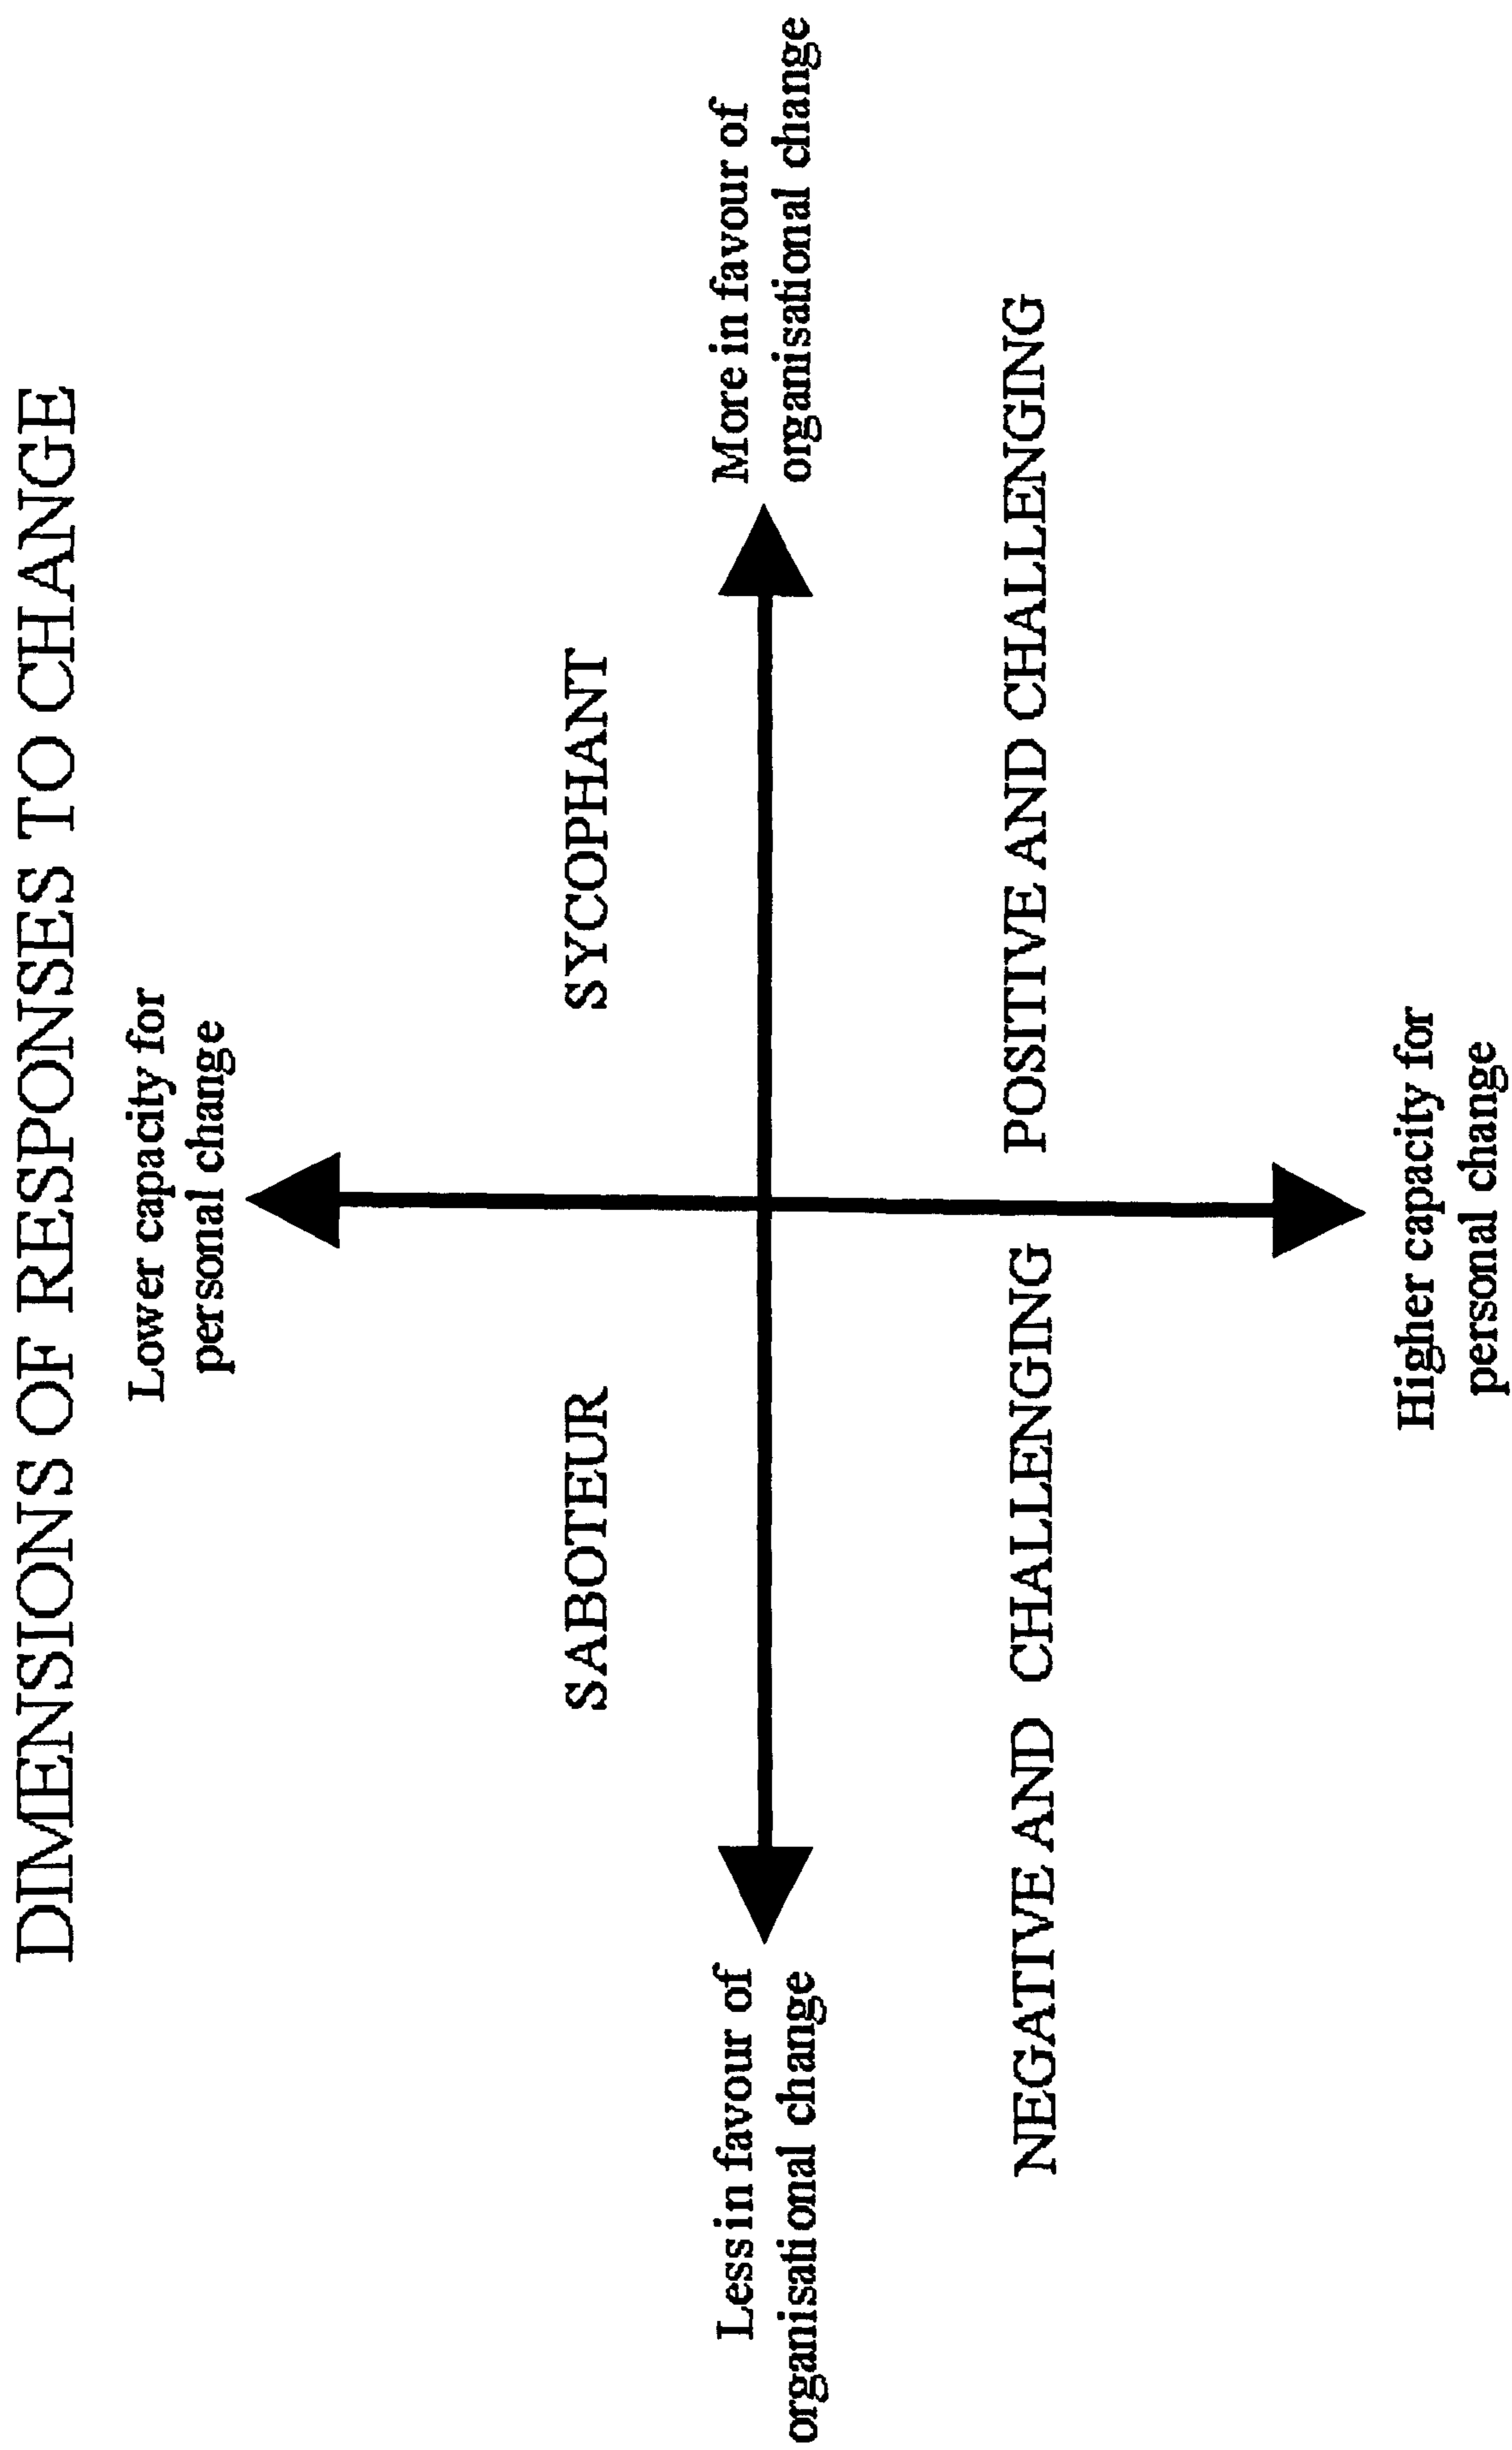 DIMENSIONS OF RESPONSES TO CHANGE
Lower capacity for
personal change
SABOTEUR
SYCOPHANT
Less in favour of
organisational change
More in favour of
organisational change
NEGATIVE AND CHALLENGING
POSITIVE AND CHALLENGING
Higher capacity for
personal change